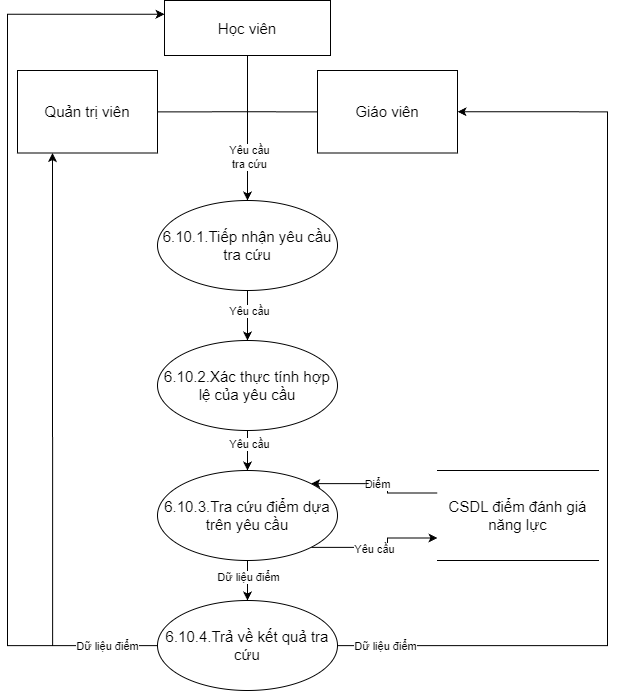 Học viên
Quản trị viên
Giáo viên
Yêu cầu
tra cứu
6.10.1.Tiếp nhận yêu cầu
tra cứu
Yêu cầu
6.10.2.Xác thực tính hợp
lệ của yêu cầu
Yêu cầu
Điểm
6.10.3.Tra cứu điểm dựa
trên yêu cầu
CSDL điểm đánh giá
năng lực
Yêu cầu
Dữ liệu điểm
6.10.4.Trả về kết quả tra
cứu
Dữ liệu điểm
Dữ liệu điểm